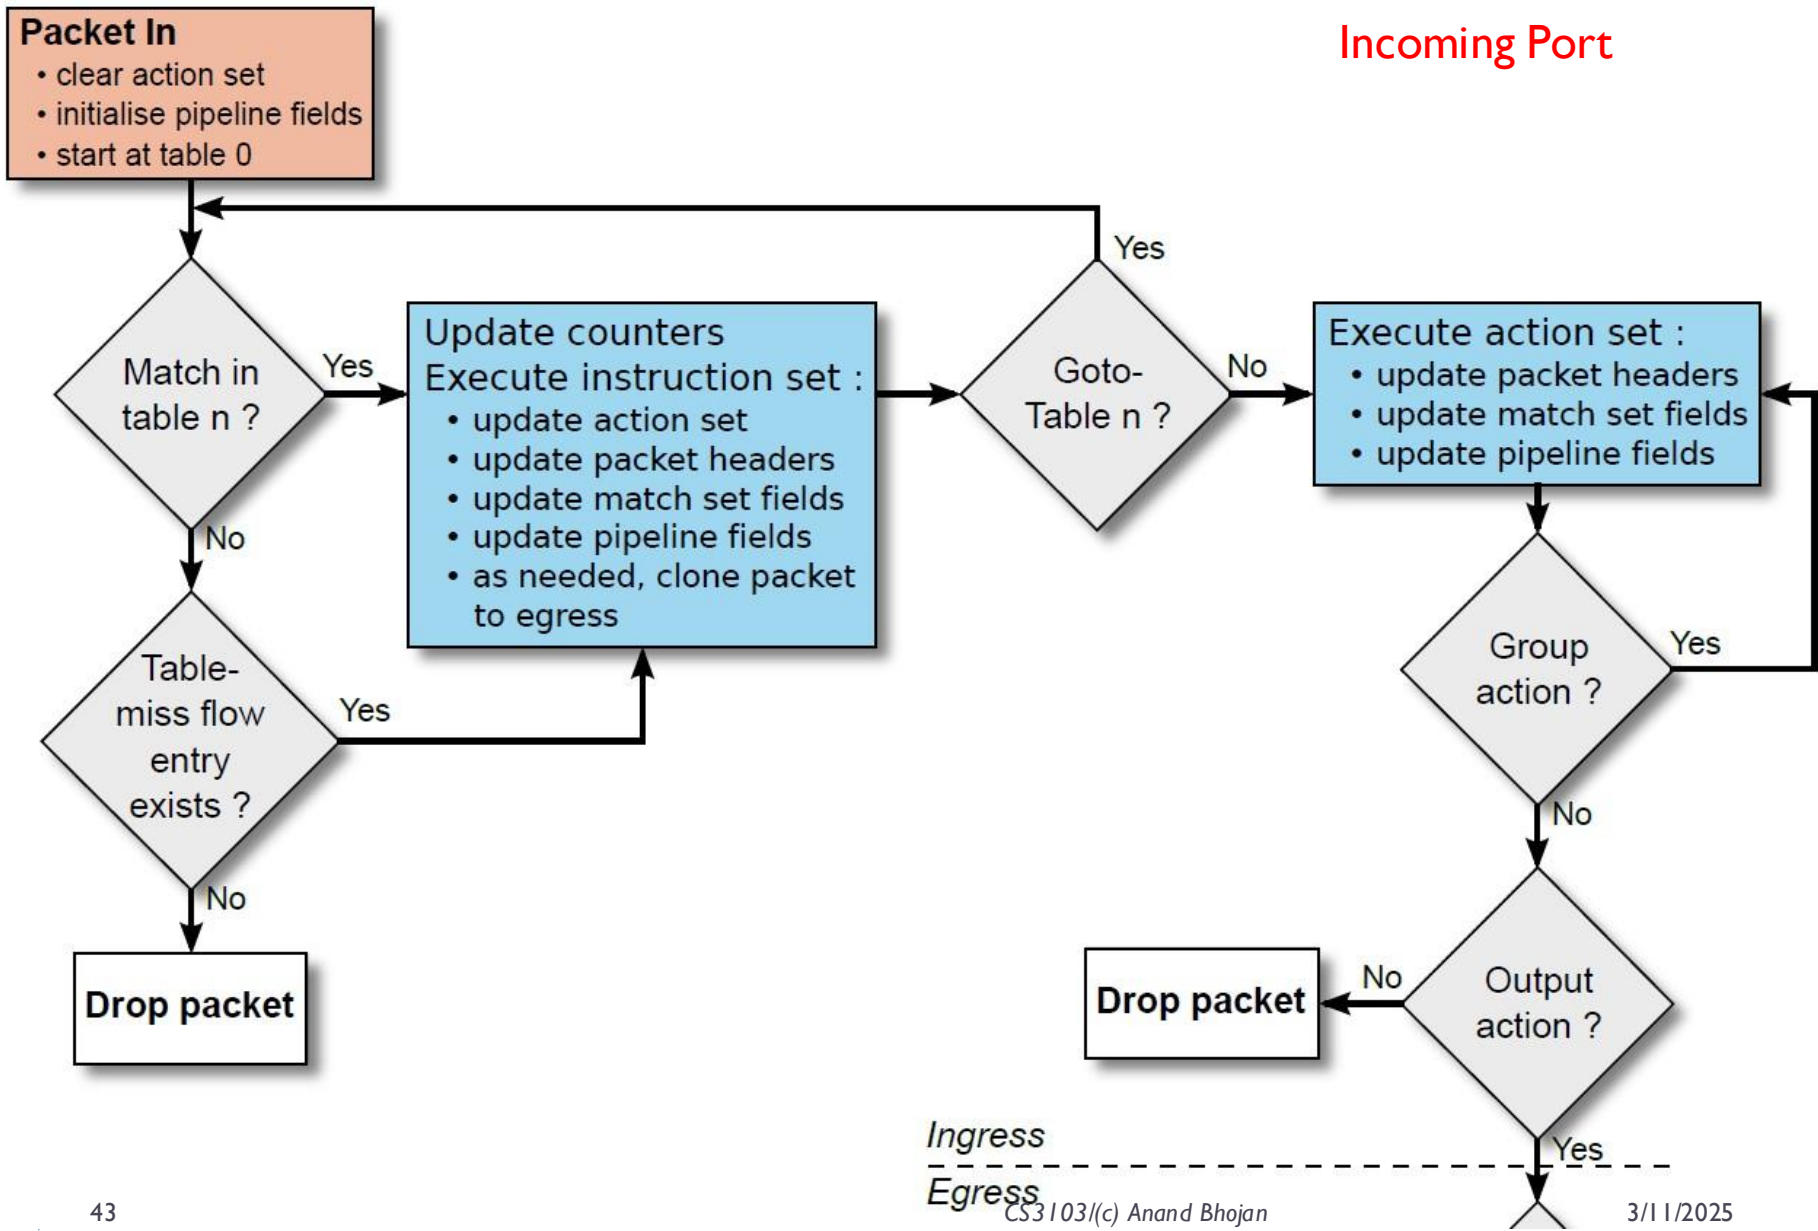 Packet In
• clear action set
• initialise pipeline fields
• start at table 0
Incoming Port
Match in
table n ?
Yes
No
Update counters
Execute instruction set :
• update action set
• update packet headers
• update match set fields
• update pipeline fields
• as needed, clone packet
to egress
Goto-
Table n ?
Yes
No
Execute action set :
• update packet headers
• update match set fields
• update pipeline fields
Table-
miss flow
entry
exists ?
Yes
No
Drop packet
Group
action ?
Yes
No
Output
action ?
No
Drop packet
Yes
Ingress
Egress
43
CS3103/(c) Anand Bhojan
3/11/2025